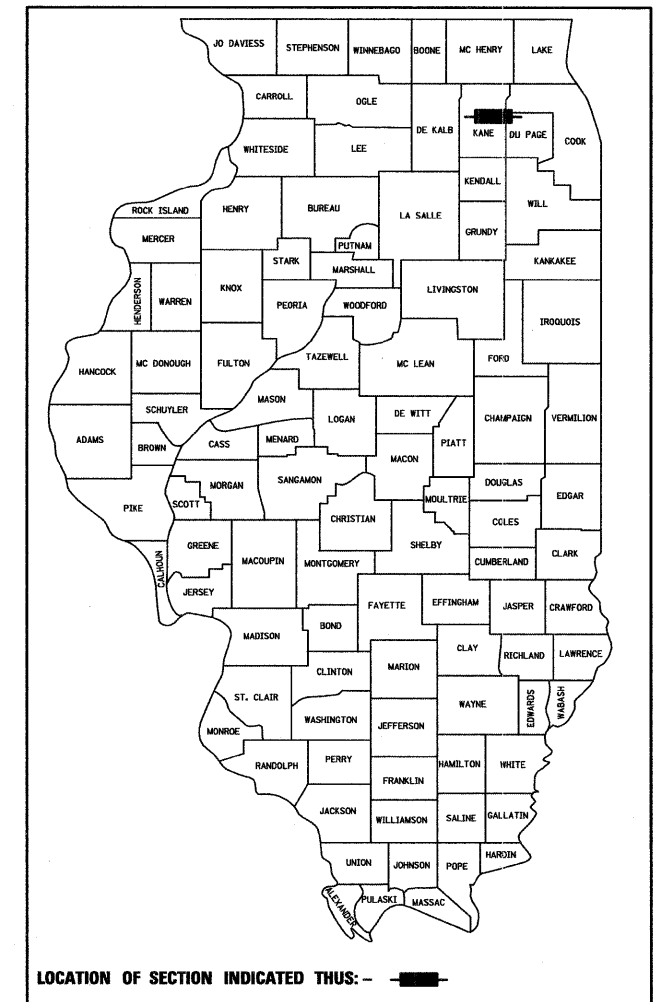 JO DAVIESS STEPHENSON WINNEBAGO BOONE MC HENRY LAKE
CARROLL OGLE
DE KALB KANE DU PAGE COOK
WHITESIDE LEE
KENDALL
WILL
ROCK ISLAND HENRY BUREAU LA SALLE GRUNDY
MERCER PUTNAM
STARK MARSHALL KANKAKEE
HENDERSON WARREN KNOX PEORIA WOODFORD LIVINGSTON IROQUOIS
HANCOCK MC DONOUGH FULTON TAZEWELL MC LEAN FORD
MASON
SCHUYLER LOGAN DE WITT CHAMPAIGN VERMILION
ADAMS BROWN CASS MENARD MACON PIATT
MORGAN SANGAMON DOUGLAS
PIKE SCOTT CHRISTIAN MOULTRIE EDGAR
COLES
GREENE MACOUPIN MONTGOMERY SHELBY
CALHOUN CUMBERLAND CLARK
JERSEY FAYETTE EFFINGHAM JASPER CRAWFORD
MADISON BOND
CLAY RICHLAND LAWRENCE
CLINTON MARION
ST. CLAIR WAYNE EDWARDS WABASH
WASHINGTON JEFFERSON
MONROE
RANDOLPH PERRY HAMILTON WHITE
FRANKLIN
JACKSON WILLIAMSON SALINE GALLATIN
UNION JOHNSON POPE HARDIN
ALEXANDER PULASKI MASSAC
LOCATION OF SECTION INDICATED THUS: -